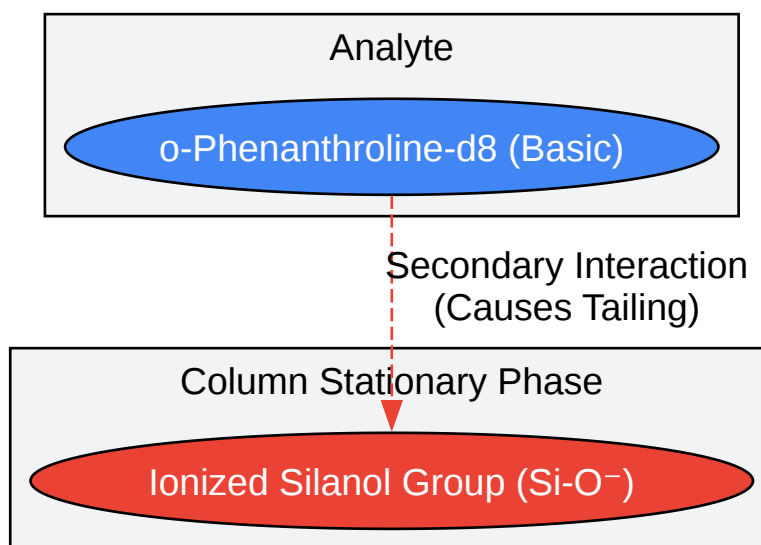 Analyte
o-Phenanthroline-d8 (Basic)
Secondary Interaction
(Causes Tailing)
Column Stationary Phase
Ionized Silanol Group (Si-O⁻)